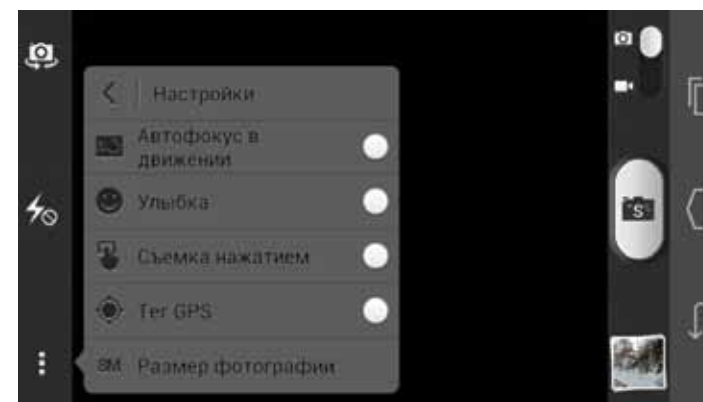 Настройки
Автофокус в
движении
Улыбка
Съемка нажатием
Тег GPS
8M Размер фотографии
S